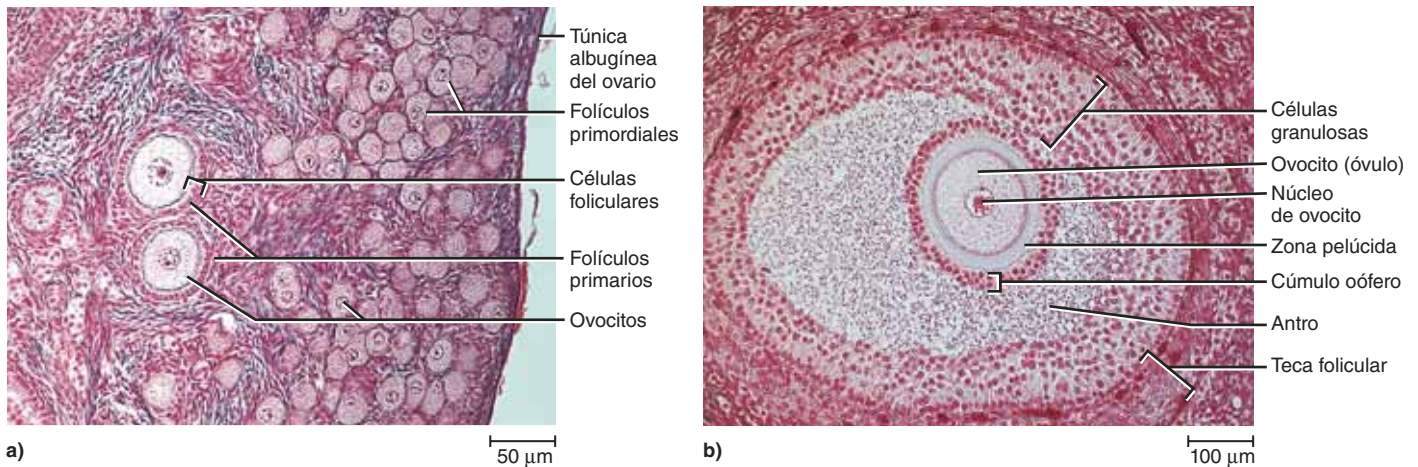 Túnica
albugínea
del ovario
Folículos
primordiales
Células
foliculares
Folículos
primarios
Ovocitos
a)
50 μm
Células
granulosas
Ovocito (óvulo)
Núcleo
de ovocito
Zona pelúcida
Cúmulo oófero
Antro
Teca folicular
b)
100 μm